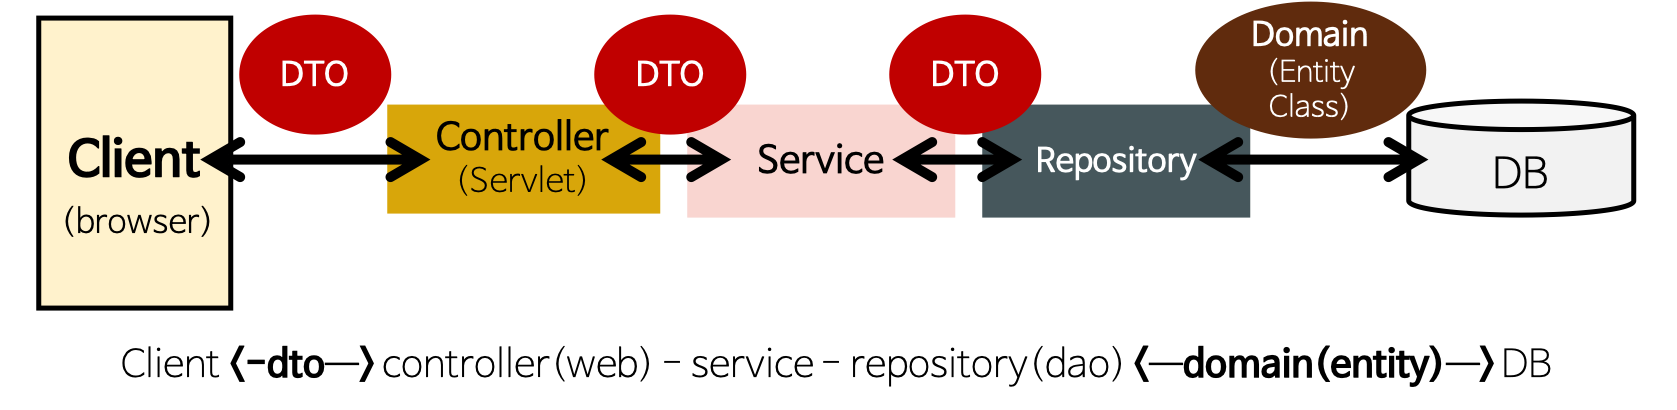 DTO
DTO
DTO
Domain
(Entity
Class)
Client
(browser)
Controller
(Servlet)
Service
Repository
DB
Client <-dto—> controller(web) – service – repository(dao) <—domain(entity)—> DB